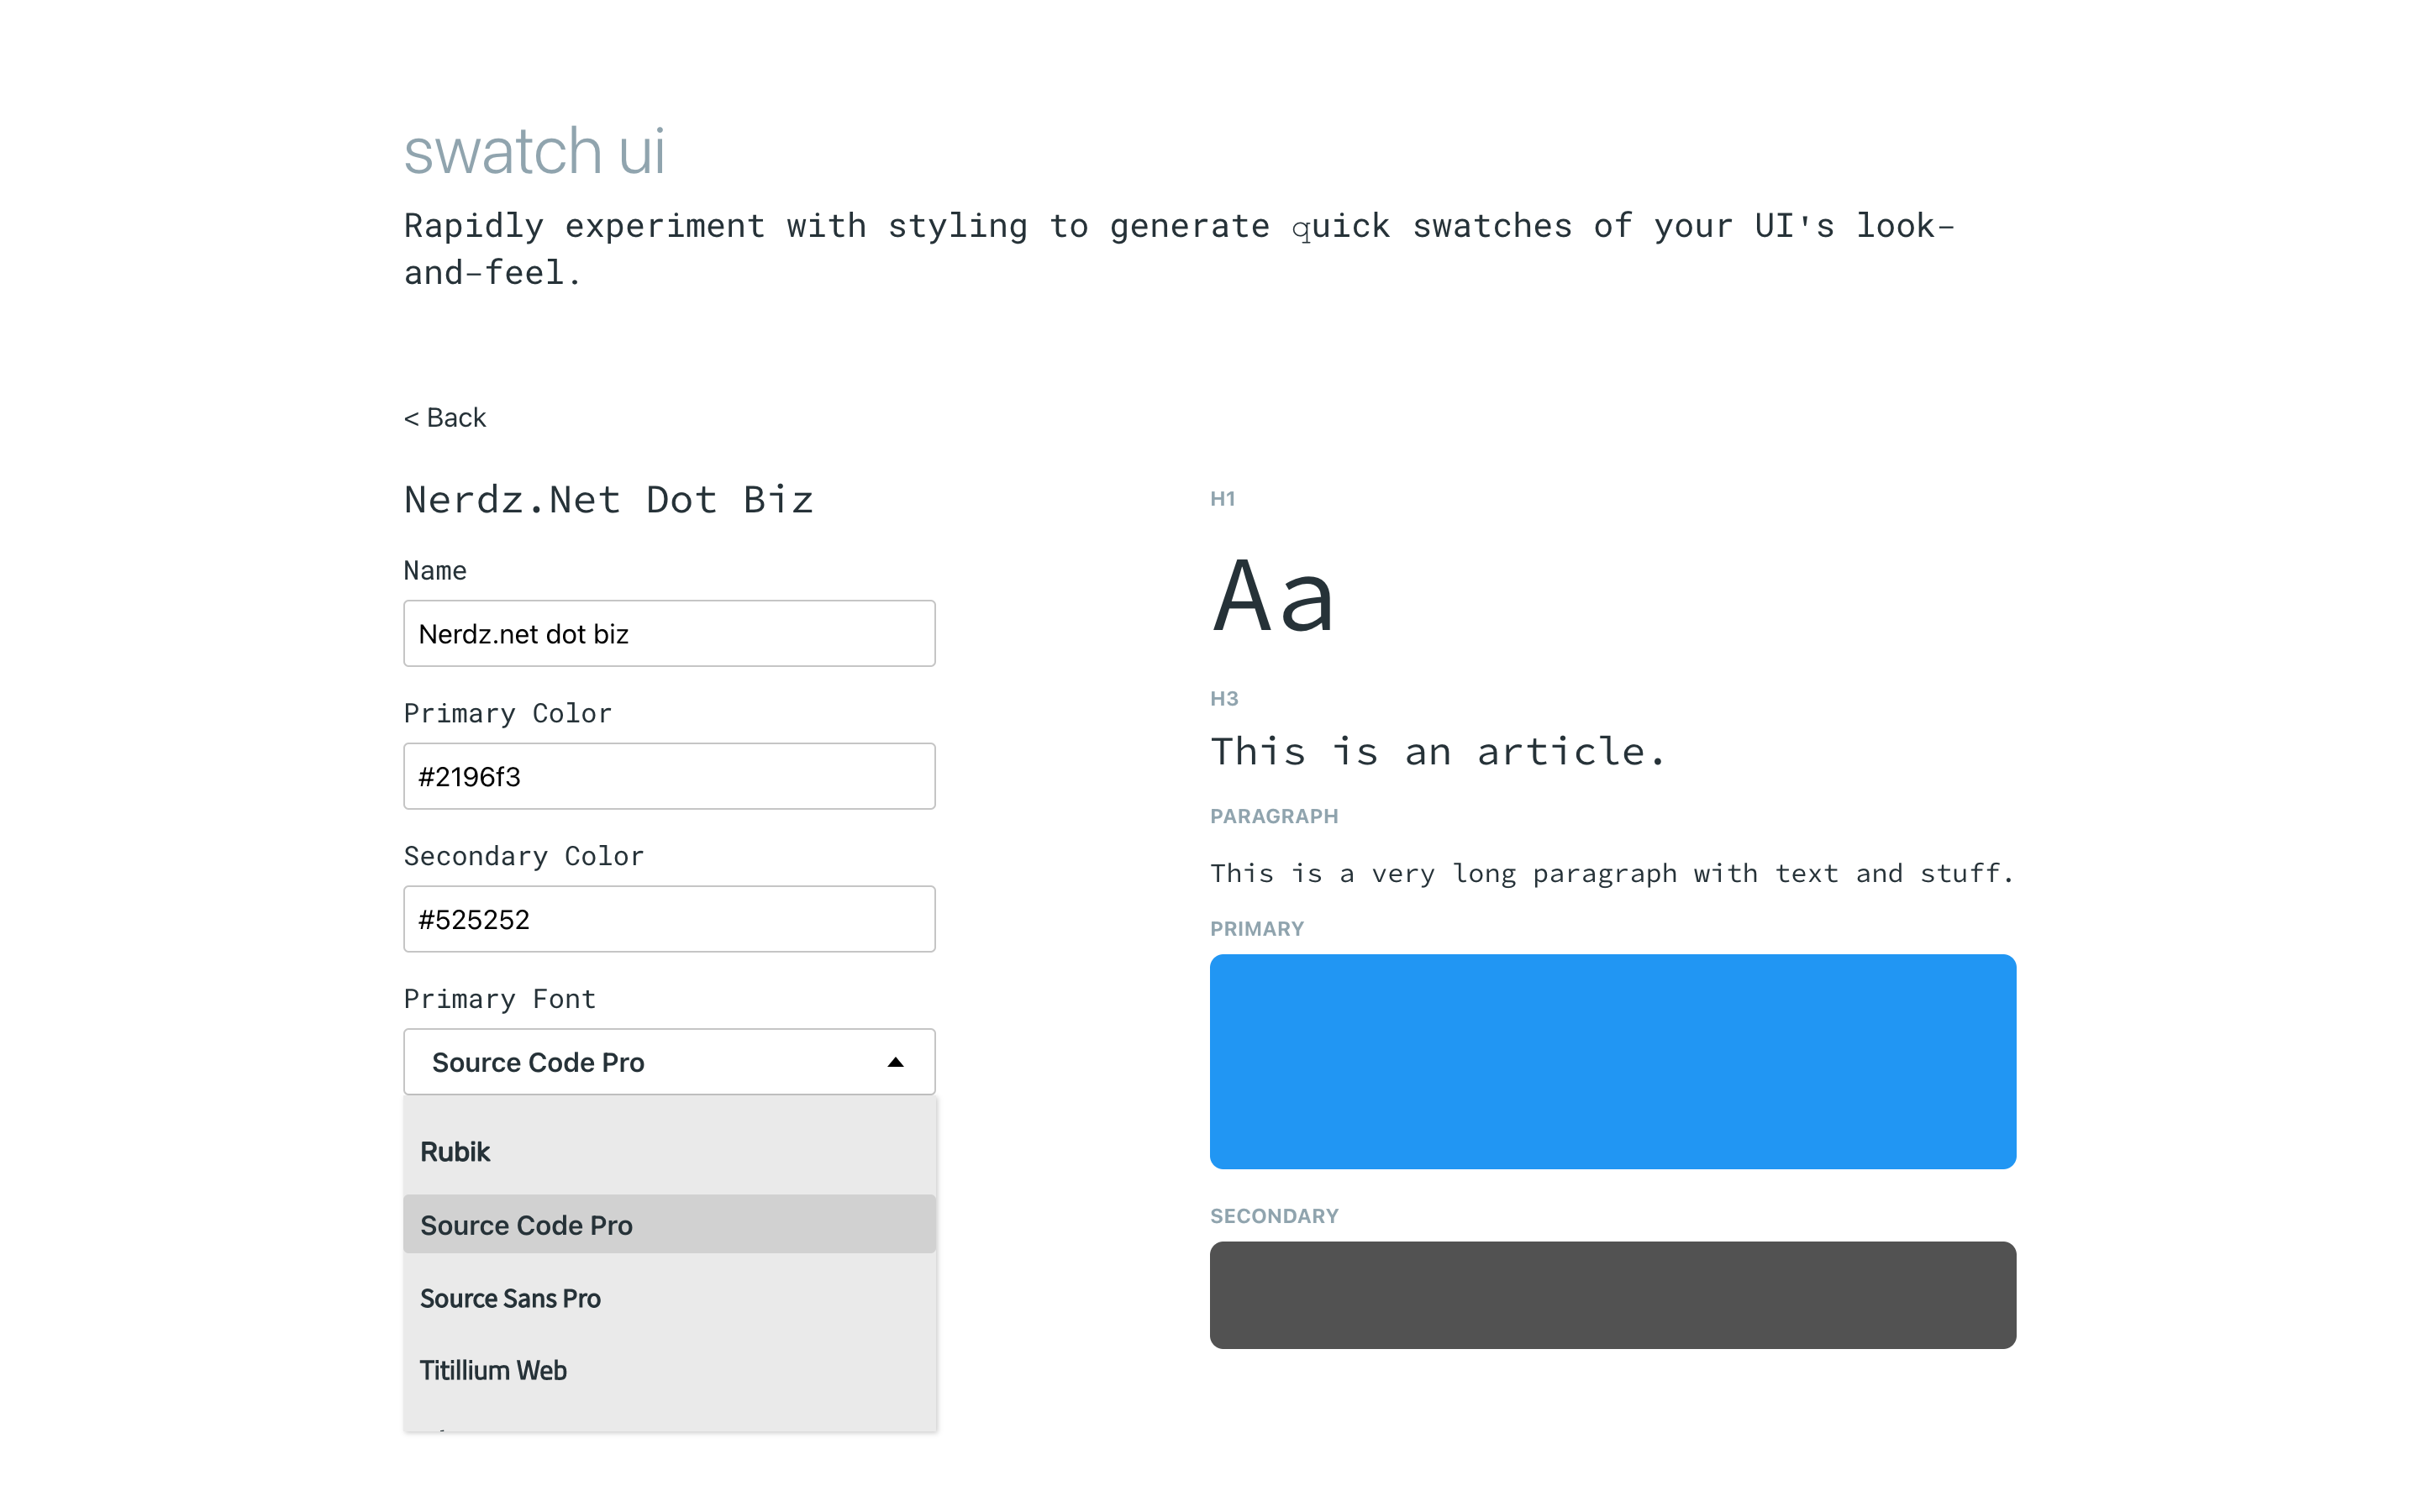 swatch ui
Rapidly experiment with styling to generate quick swatches of your UI's look-
and-feel.
< Back
Nerdz.Net Dot Biz
Name
Nerdz.net dot biz
Primary Color
#2196f3
Secondary Color
#525252
Primary Font
Source Code Pro
Rubik
Source Code Pro
Source Sans Pro
Titillium Web
H1
Aa
H3
This is an article.
PARAGRAPH
This is a very long paragraph with text and stuff.
PRIMARY
SECONDARY